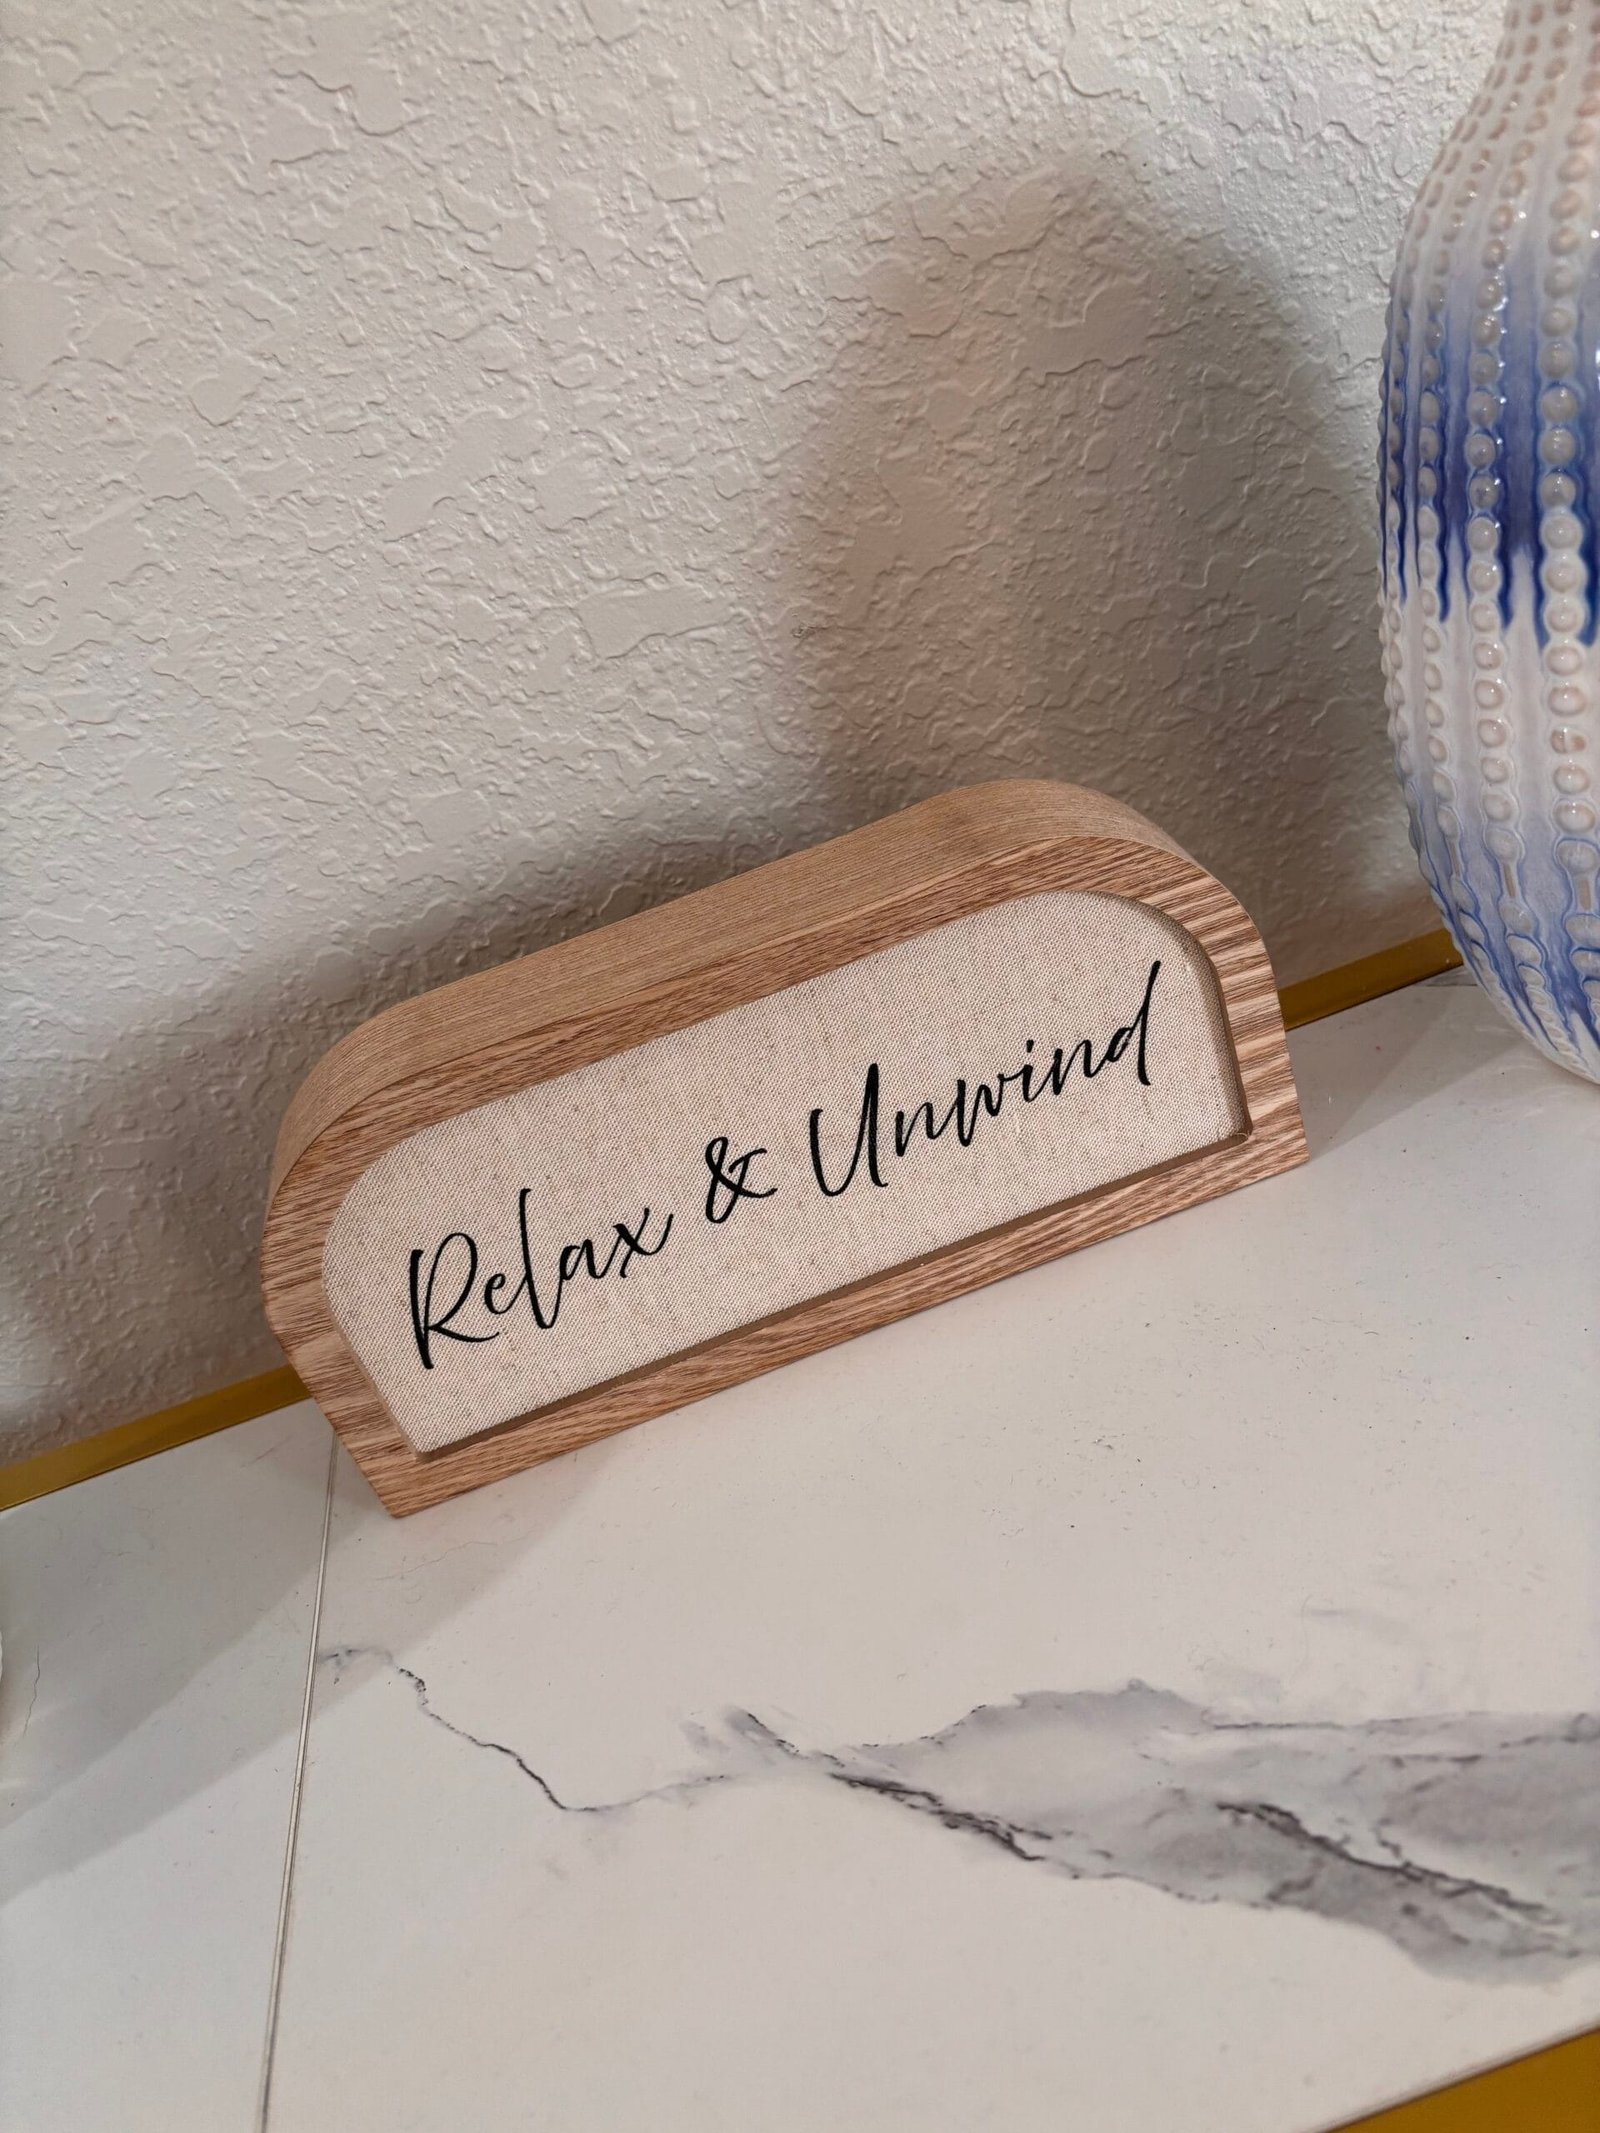 Relax & Unwind